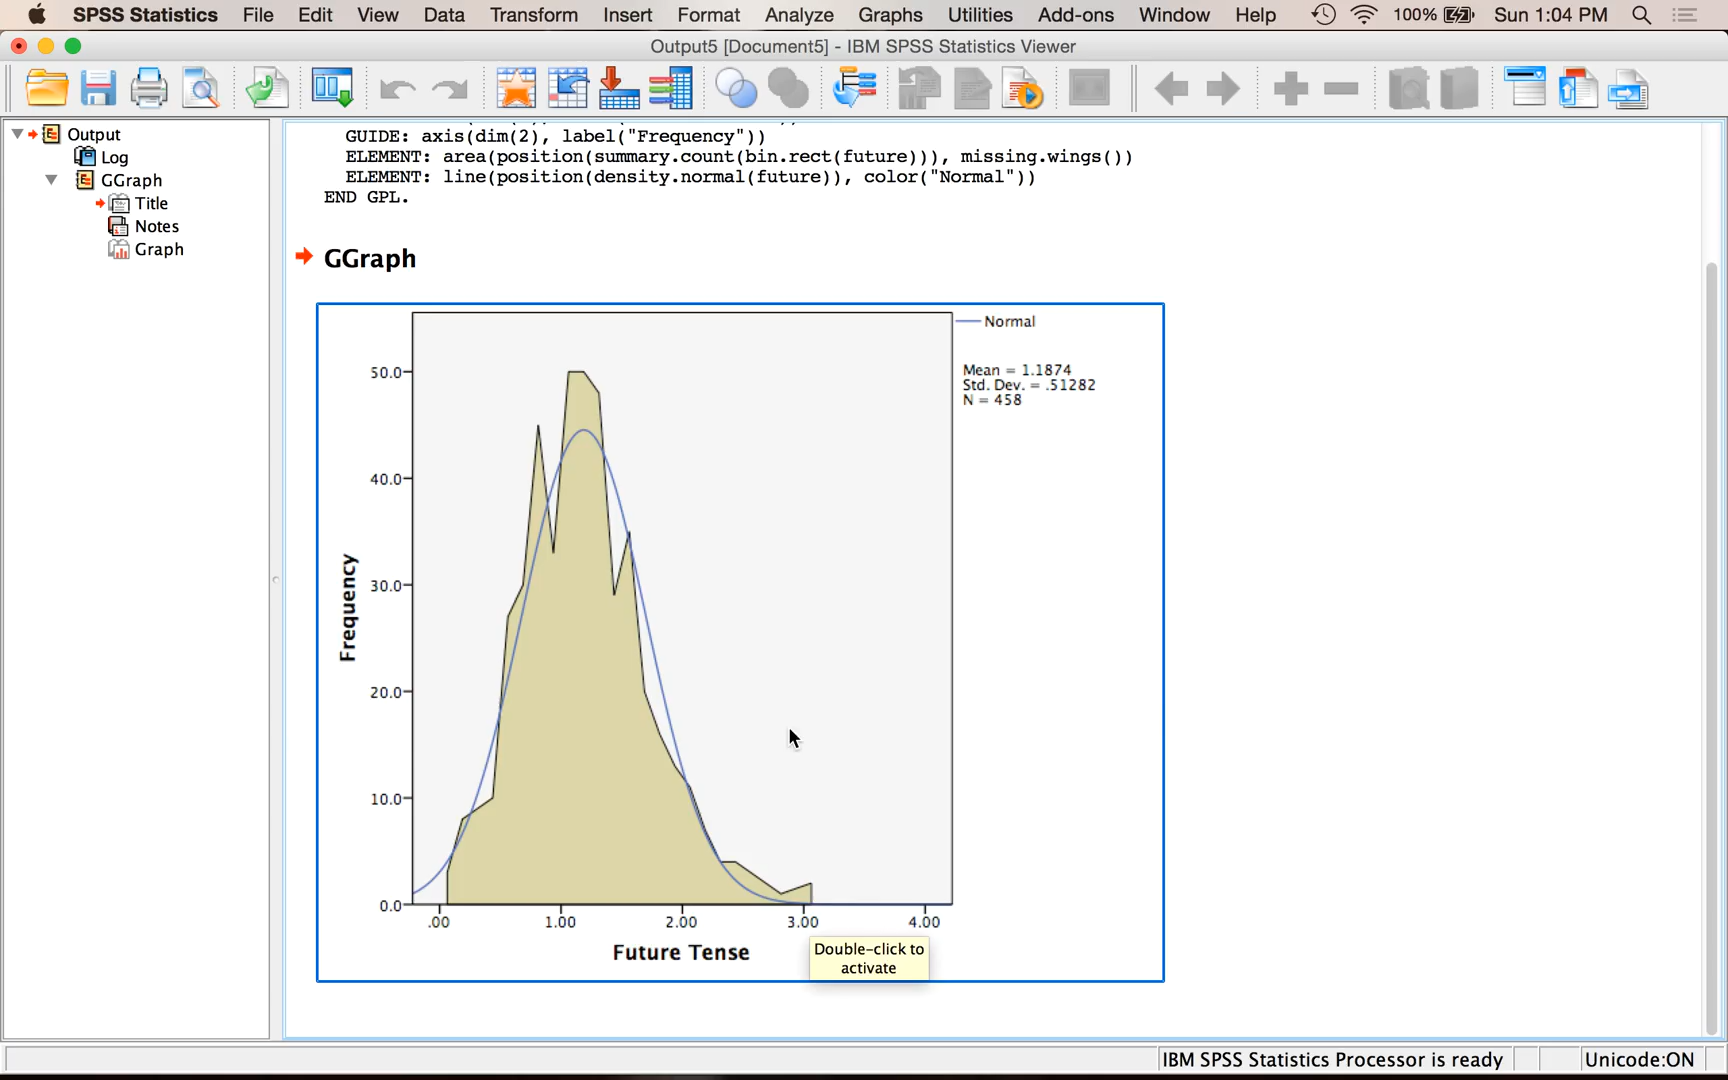 SPSS Statistics File Edit View Data Transform Insert Format Analyze Graphs Utilities Add-ons Window Help 100% Sun 1:04 PM
Output5 [Document5] - IBM SPSS Statistics Viewer
Output
Log
GGraph
Title
Notes
Graph
GUIDE: axis(dim(2), label("Frequency"))
ELEMENT: area(position(summary.count(bin.rect(future))), missing.wings())
ELEMENT: line(position(density.normal(future)), color("Normal"))
END GPL.
GGraph
Normal
Mean = 1.1874
Std. Dev. = .51282
N = 458
50.0
40.0
30.0
20.0
10.0
0.0
Frequency
.00 1.00 2.00 3.00 4.00
Future Tense
Double-click to
activate
IBM SPSS Statistics Processor is ready Unicode:ON